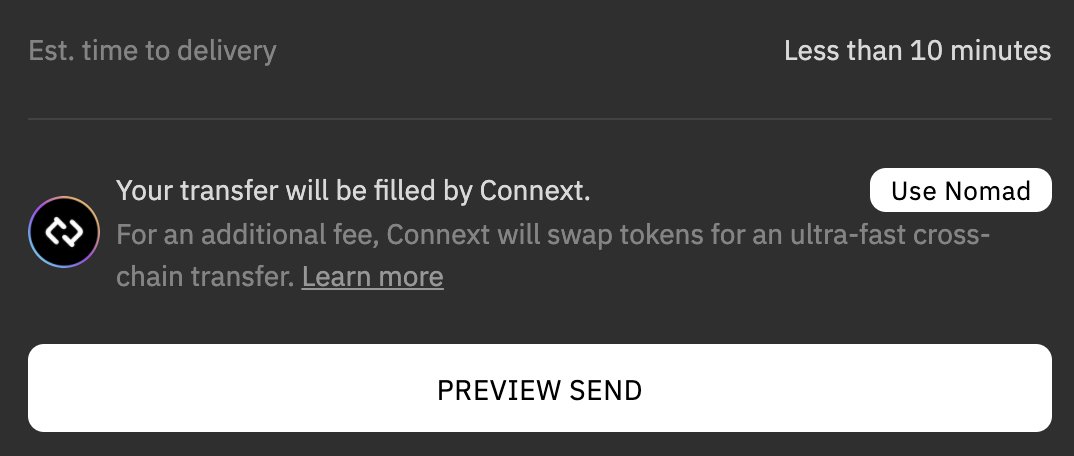 Est. time to delivery
Less than 10 minutes
Your transfer will be filled by Connext.
Use Nomad
For an additional fee, Connext will swap tokens for an ultra-fast cross-
chain transfer. Learn more
PREVIEW SEND